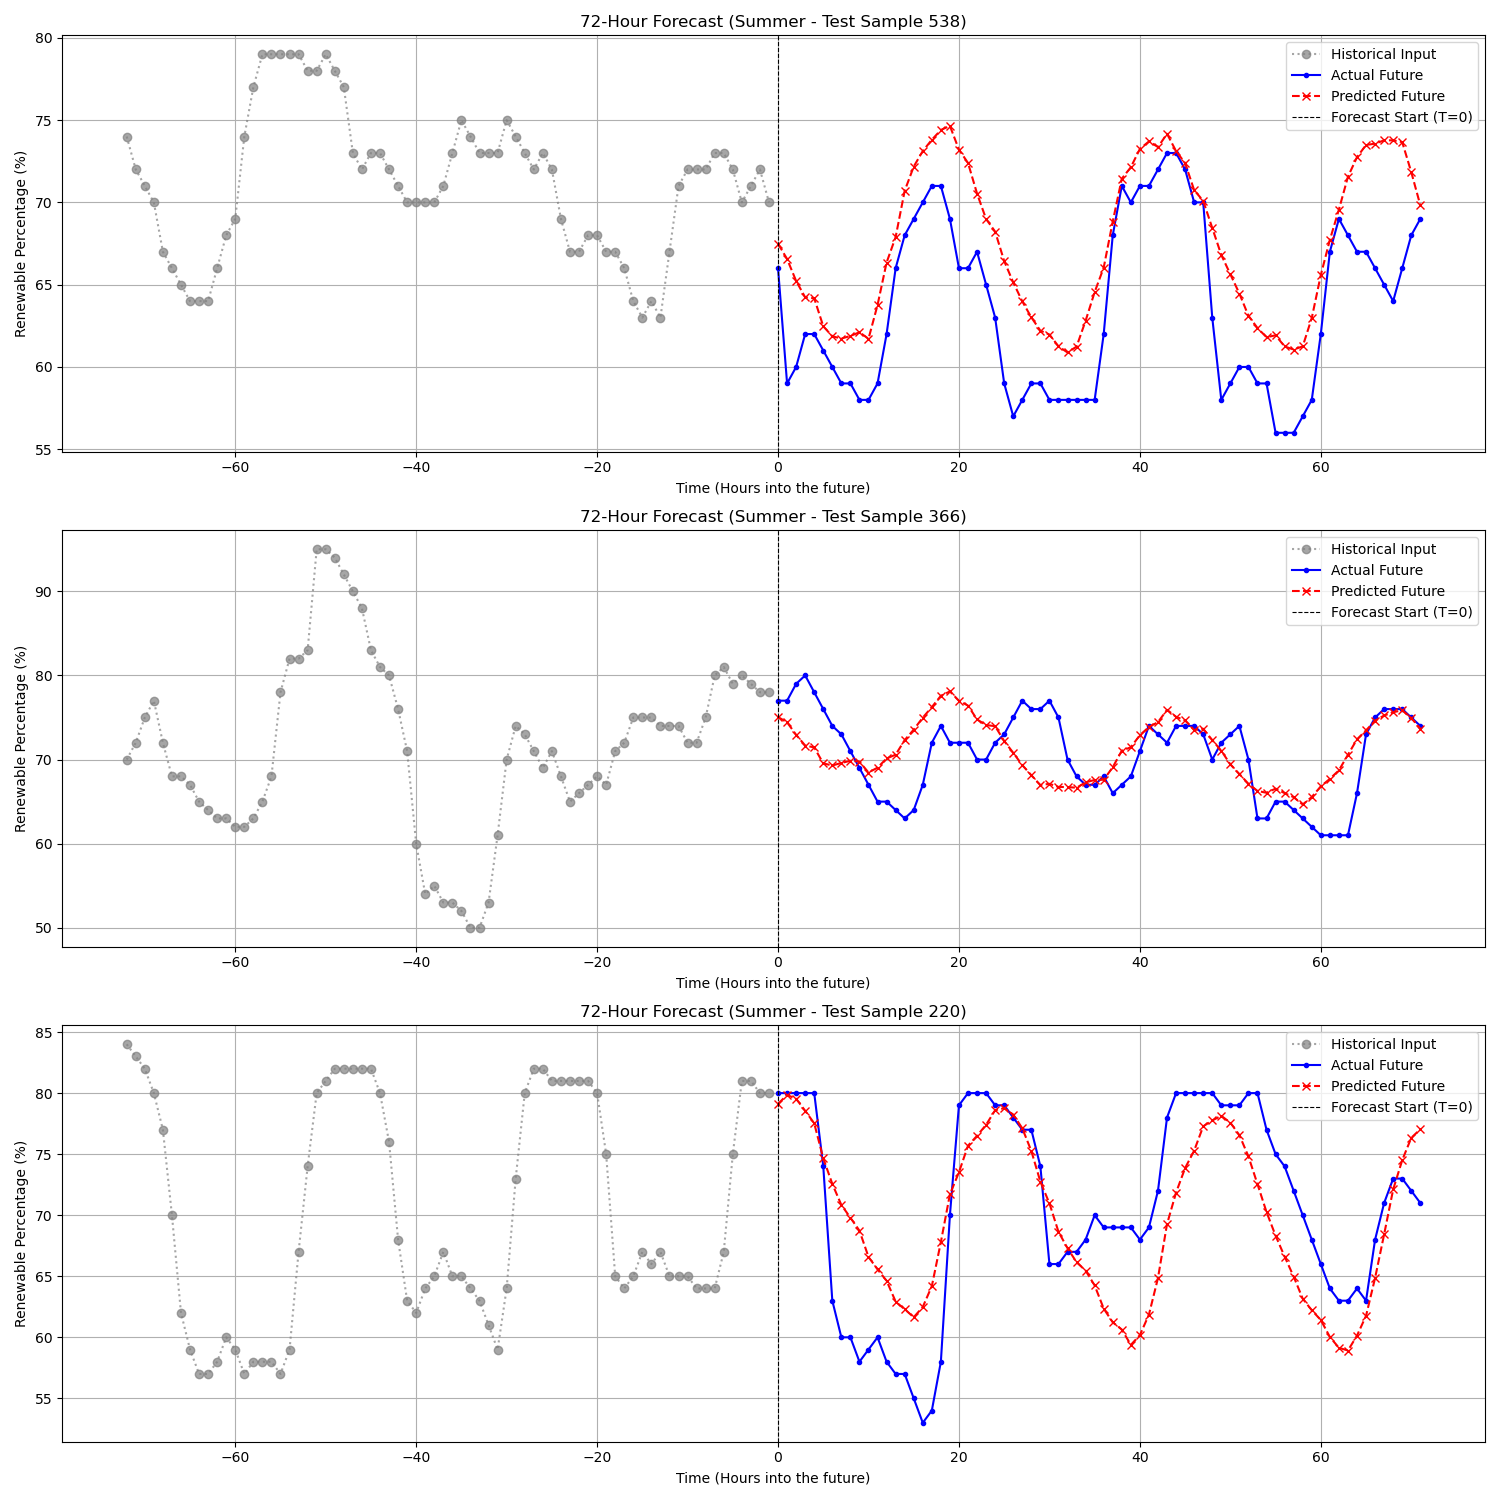 72-Hour Forecast (Summer - Test Sample 538)
80
75
70
65
60
55
Renewable Percentage (%)
Historical Input
Actual Future
Predicted Future
Forecast Start (T=0)
−60 −40 −20 0 20 40 60
Time (Hours into the future)
72-Hour Forecast (Summer - Test Sample 366)
90
80
70
60
50
Renewable Percentage (%)
Historical Input
Actual Future
Predicted Future
Forecast Start (T=0)
−60 −40 −20 0 20 40 60
Time (Hours into the future)
72-Hour Forecast (Summer - Test Sample 220)
85
80
75
70
65
60
55
Renewable Percentage (%)
Historical Input
Actual Future
Predicted Future
Forecast Start (T=0)
−60 −40 −20 0 20 40 60
Time (Hours into the future)